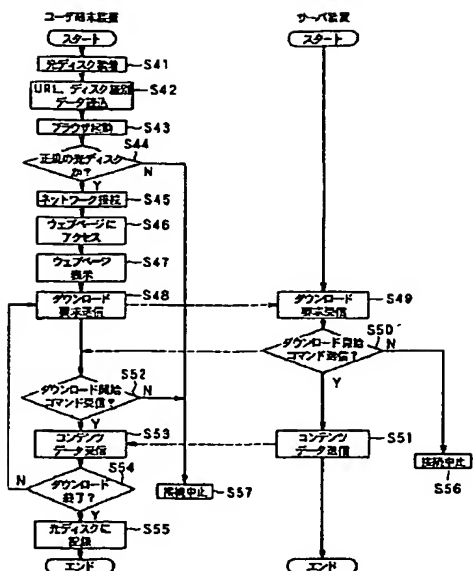 ユーザ端末装置
サーバ装置
スタート
スタート
光ディスク装着
S41
URL、ディスク識別
データ読込
S42
ブラウザ起動
S43
S44
正規の光ディスク
か?
N
Y
ネットワーク接続
S45
ウェブページに
アクセス
S46
ウェブページ
表示
S47
ダウンロード
要求送信
S48
ダウンロード
要求受信
S49
S50
ダウンロード開始
コマンド送信?
N
Y
S52
ダウンロード開始
コマンド受信?
N
Y
コンテンツ
データ受信
S53
コンテンツ
データ送信
S51
S54
ダウンロード
終了?
N
Y
接続中止
S57
接続中止
S56
光ディスクに
記録
S55
エンド
エンド